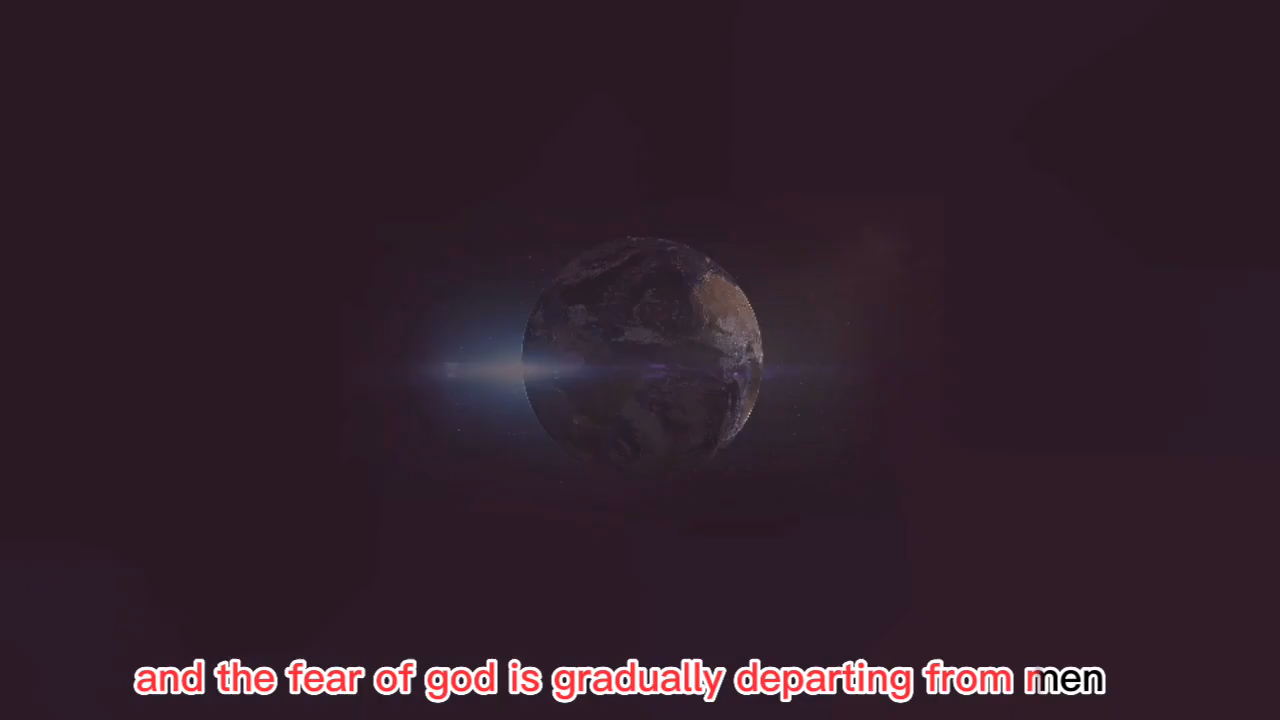 and the fear of god is gradually departing from men